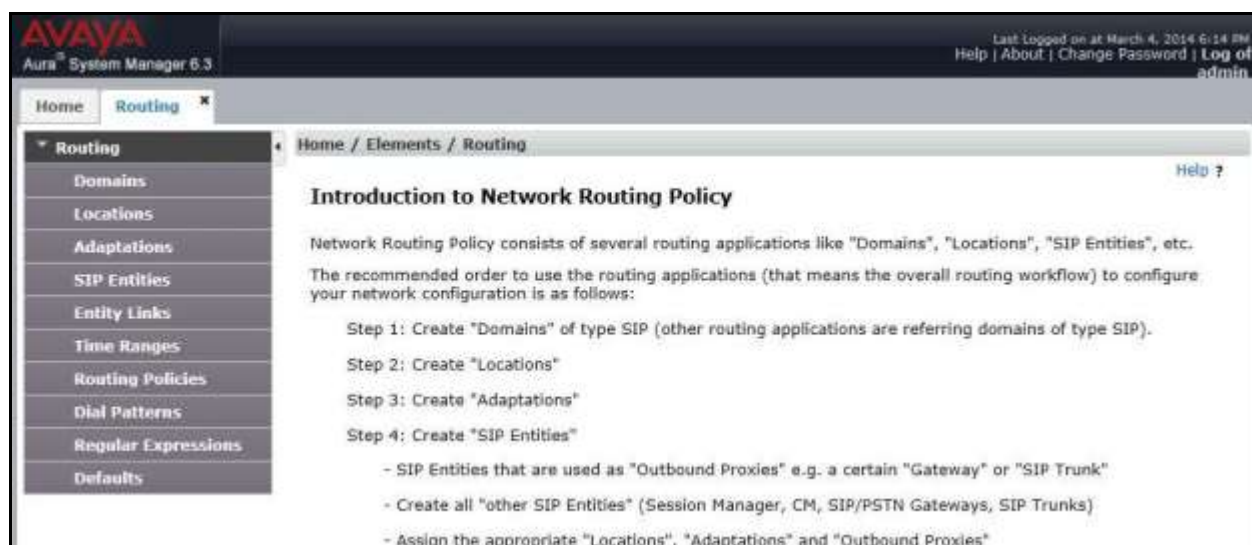 AVAYA
Aura® System Manager 6.3
Last Logged on at March 4, 2014 6:14 PM
Help | About | Change Password | Log of
admin
Home Routing ✖
Routing
Domains
Locations
Adaptations
SIP Entities
Entity Links
Time Ranges
Routing Policies
Dial Patterns
Regular Expressions
Defaults
Home / Elements / Routing
Help ?
Introduction to Network Routing Policy
Network Routing Policy consists of several routing applications like "Domains", "Locations", "SIP Entities", etc.
The recommended order to use the routing applications (that means the overall routing workflow) to configure
your network configuration is as follows:
Step 1: Create "Domains" of type SIP (other routing applications are referring domains of type SIP).
Step 2: Create "Locations"
Step 3: Create "Adaptations"
Step 4: Create "SIP Entities"
- SIP Entities that are used as "Outbound Proxies" e.g. a certain "Gateway" or "SIP Trunk"
- Create all "other SIP Entities" (Session Manager, CM, SIP/PSTN Gateways, SIP Trunks)
- Assign the appropriate "Locations", "Adaptations" and "Outbound Proxies"